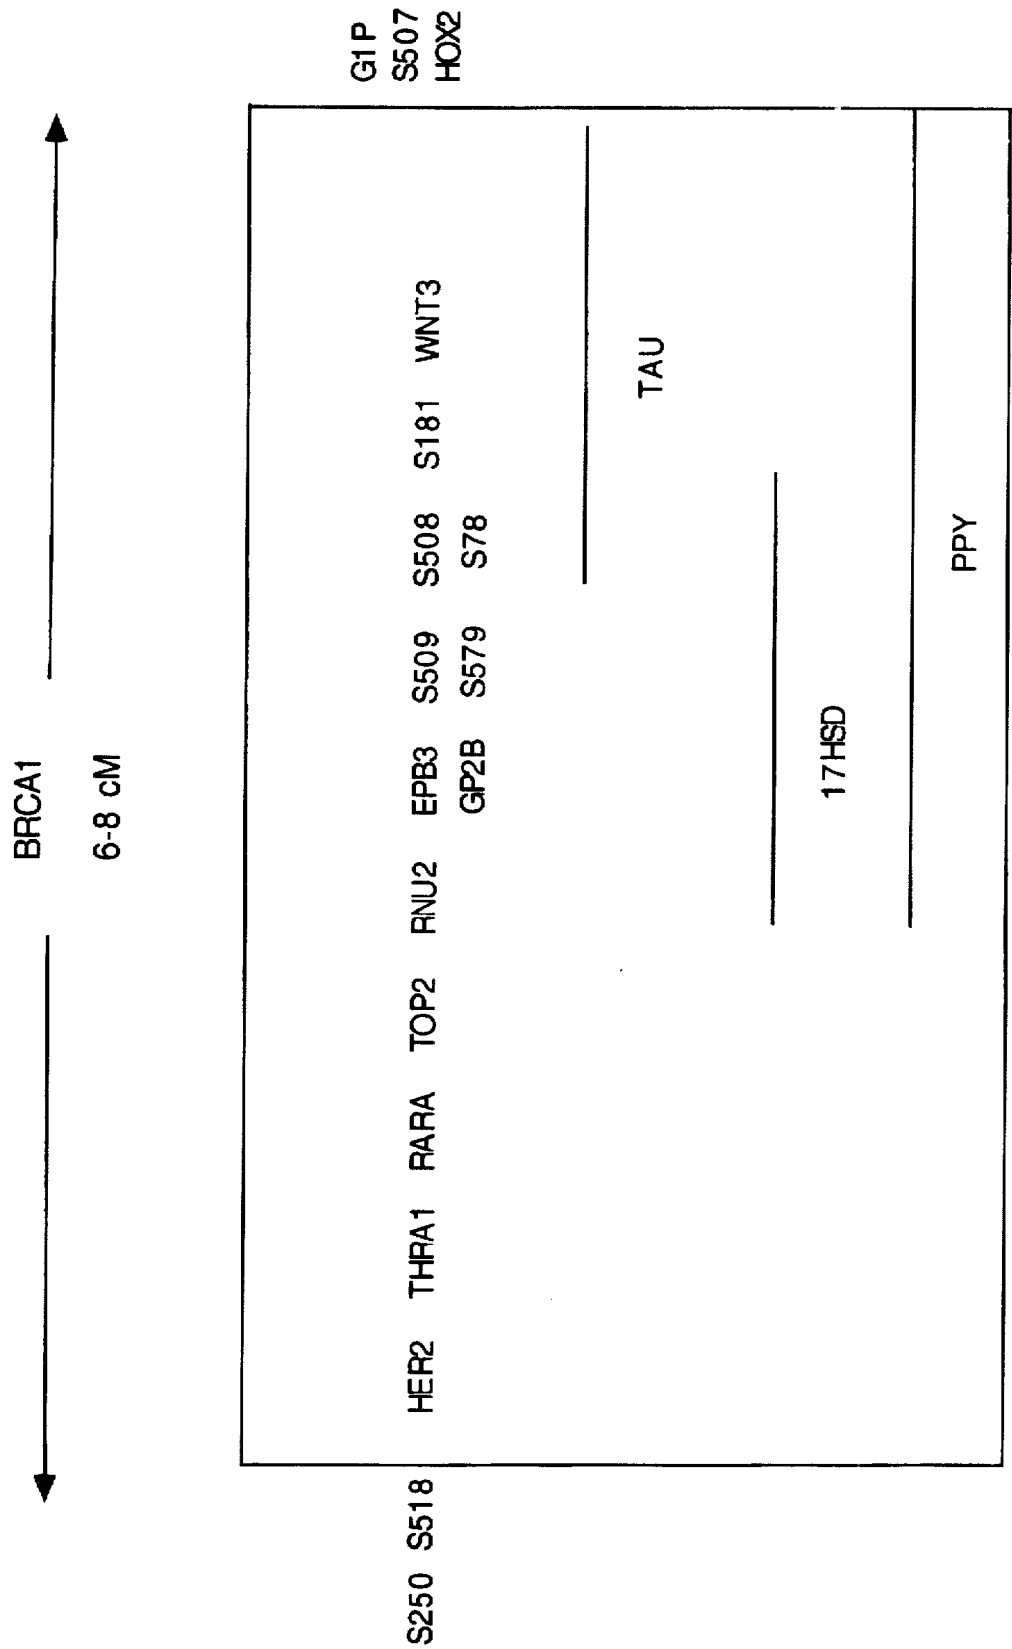 BRCA1
6-8 cM
G1P
S507
S250 S518 HER2 THRA1 RARA TOP2 RNU2 EPB3 S509 S508 S181 WNT3 HOX2
GP2B S579 S78
TAU
17HSD
PPY